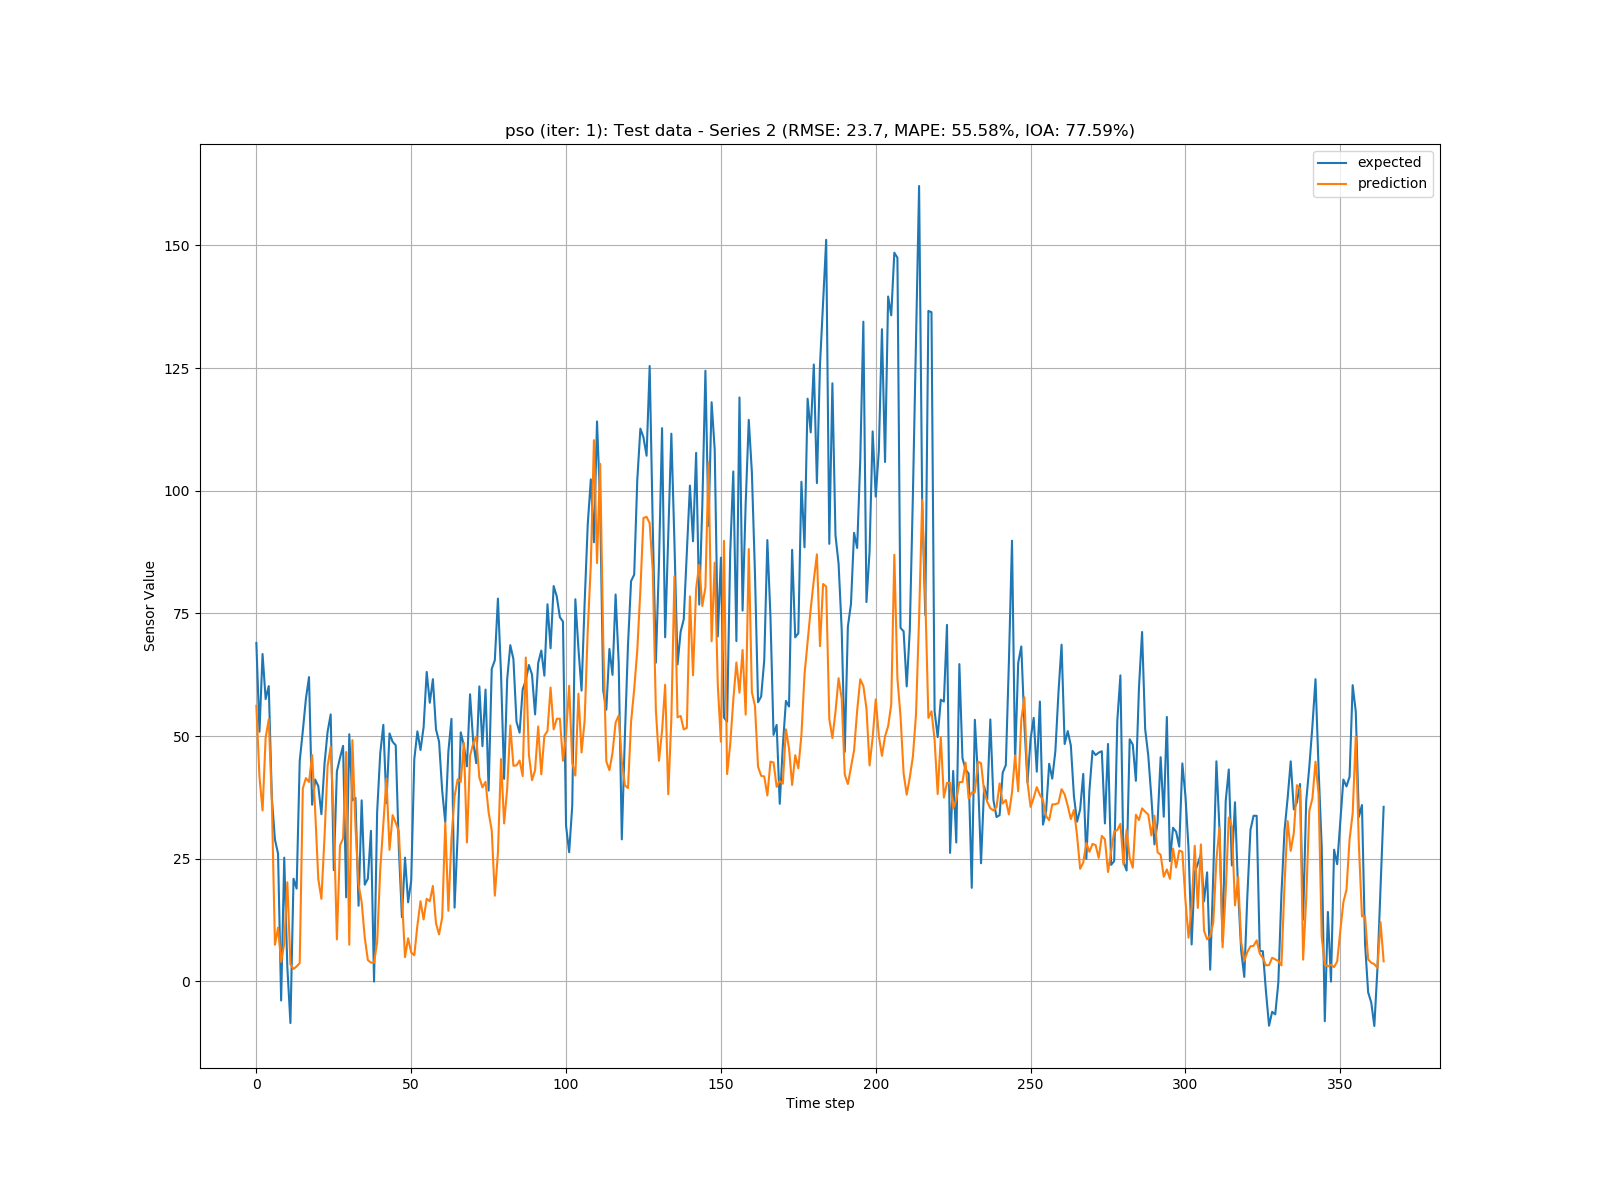 pso (iter: 1): Test data - Series 2 (RMSE: 23.7, MAPE: 55.58%, IOA: 77.59%)
expected
prediction
150
125
100
75
50
25
0
Sensor Value
0 50 100 150 200 250 300 350
Time step